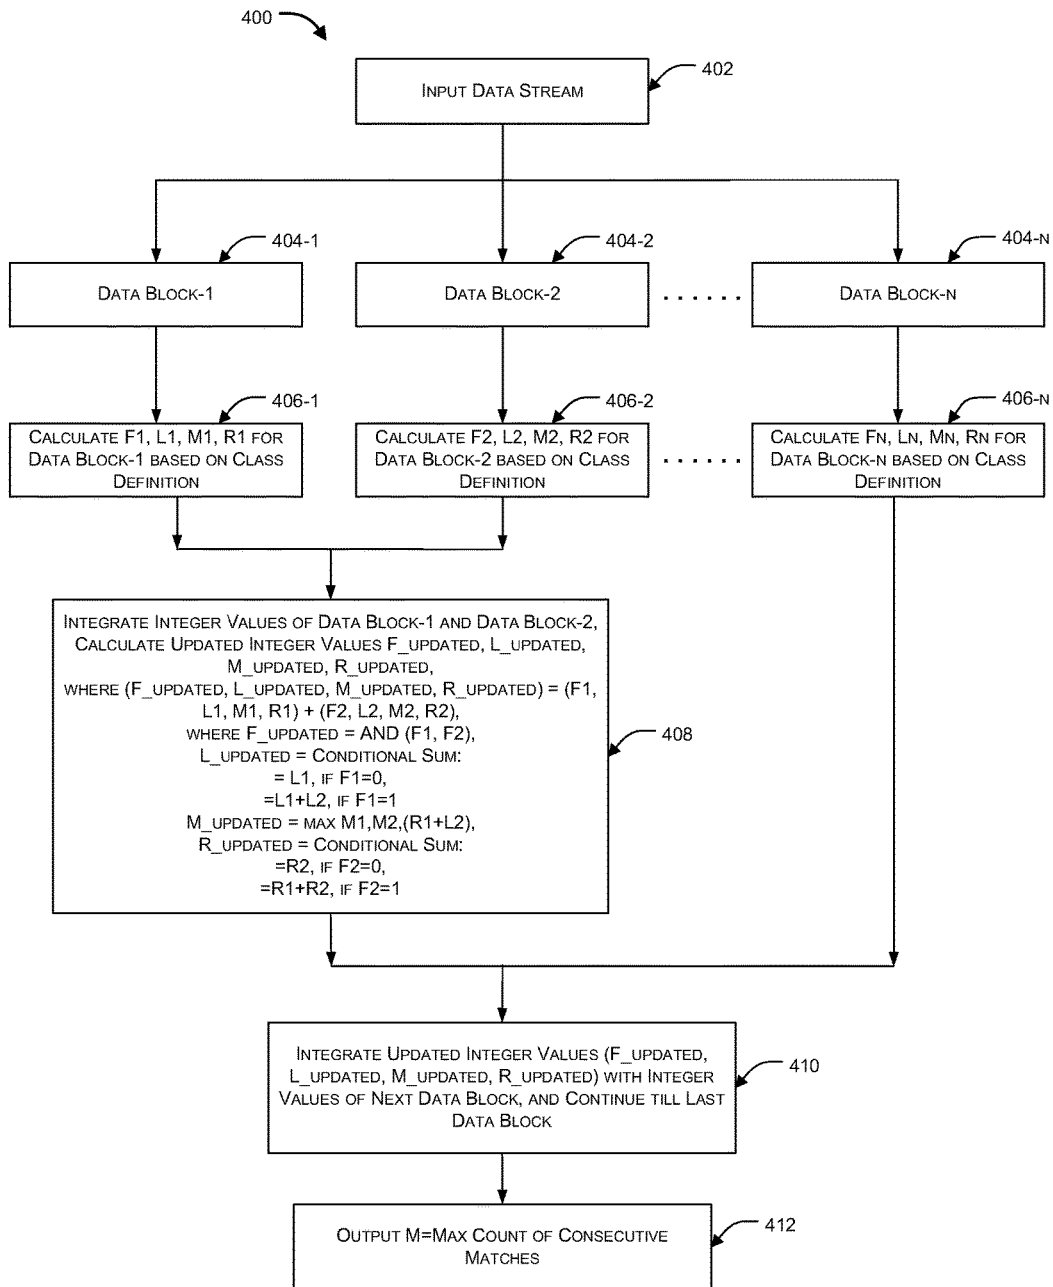 400
INPUT DATA STREAM
402
404-1
404-2
404-N
DATA BLOCK-1
DATA BLOCK-2
. . . . . .
DATA BLOCK-N
406-1
406-2
406-N
CALCULATE F1, L1, M1, R1 FOR
DATA BLOCK-1 BASED ON CLASS
DEFINITION
CALCULATE F2, L2, M2, R2 FOR
DATA BLOCK-2 BASED ON CLASS
DEFINITION
. . . . . .
CALCULATE FN, LN, MN, RN FOR
DATA BLOCK-N BASED ON CLASS
DEFINITION
INTEGRATE INTEGER VALUES OF DATA BLOCK-1 AND DATA BLOCK-2,
CALCULATE UPDATED INTEGER VALUES F_UPDATED, L_UPDATED,
M_UPDATED, R_UPDATED,
WHERE (F_UPDATED, L_UPDATED, M_UPDATED, R_UPDATED) = (F1,
L1, M1, R1) + (F2, L2, M2, R2),
WHERE F_UPDATED = AND (F1, F2),
L_UPDATED = CONDITIONAL SUM:
= L1, IF F1=0,
=L1+L2, IF F1=1
M_UPDATED = MAX M1,M2,(R1+L2),
R_UPDATED = CONDITIONAL SUM:
=R2, IF F2=0,
=R1+R2, IF F2=1
408
INTEGRATE UPDATED INTEGER VALUES (F_UPDATED,
L_UPDATED, M_UPDATED, R_UPDATED) WITH INTEGER
VALUES OF NEXT DATA BLOCK, AND CONTINUE TILL LAST
DATA BLOCK
410
OUTPUT M=MAX COUNT OF CONSECUTIVE
MATCHES
412